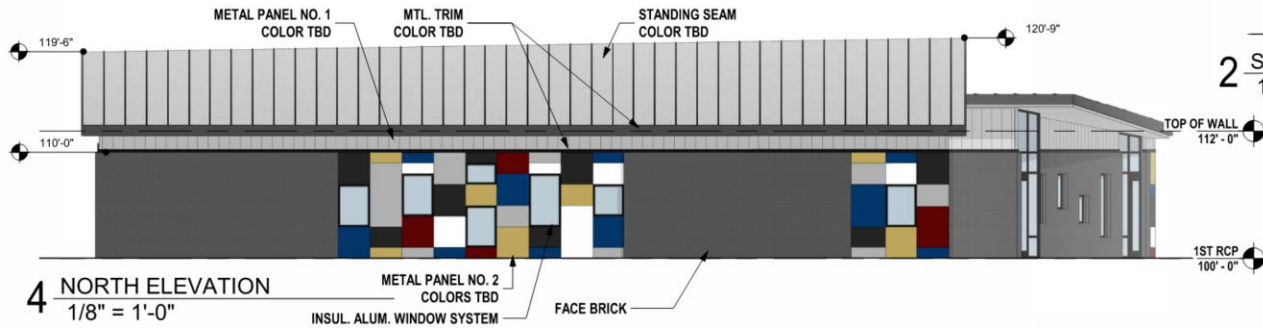 METAL PANEL NO. 1
COLOR TBD
MTL. TRIM
COLOR TBD
STANDING SEAM
COLOR TBD
119'-6"
120'-9"
2 S
1
TOP OF WALL
112' - 0"
110'-0"
1ST RCP
100' - 0"
4 NORTH ELEVATION
1/8" = 1'-0"
METAL PANEL NO. 2
COLORS TBD
INSUL. ALUM. WINDOW SYSTEM
FACE BRICK